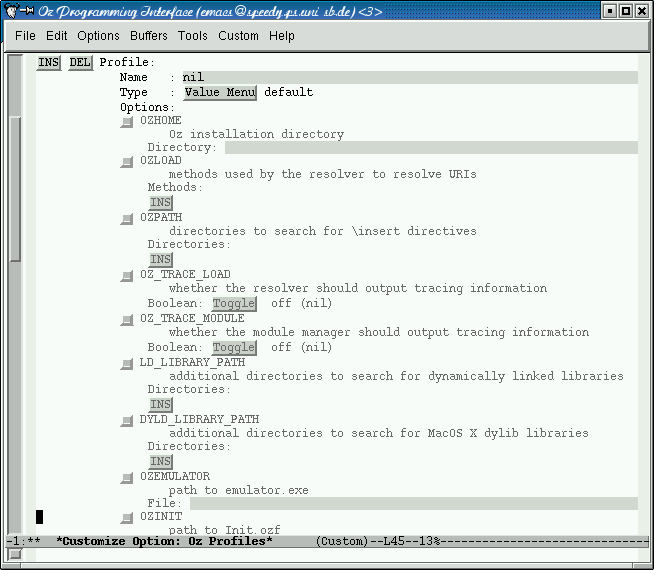 Oz Programming Interface (emacs@speedy.ps.uni sb.de) <3>
File Edit Options Buffers Tools Custom Help
INS DEL Profile:
Name : nil
Type : Value Menu default
Options:
OZHOME
Oz installation directory
Directory:
OZLOAD
methods used by the resolver to resolve URIs
Methods:
INS
OZPATH
directories to search for \insert directives
Directories:
INS
OZ_TRACE_LOAD
whether the resolver should output tracing information
Boolean: Toggle off (nil)
OZ_TRACE_MODULE
whether the module manager should output tracing information
Boolean: Toggle off (nil)
LD_LIBRARY_PATH
additional directories to search for dynamically linked libraries
Directories:
INS
DYLD_LIBRARY_PATH
additional directories to search for MacOS X dylib libraries
Directories:
INS
OZEMULATOR
path to emulator.exe
File:
OZINIT
path to Init.ozf
-1:** *Customize Option: Oz Profiles* (Custom)--L45--13%--------------------------